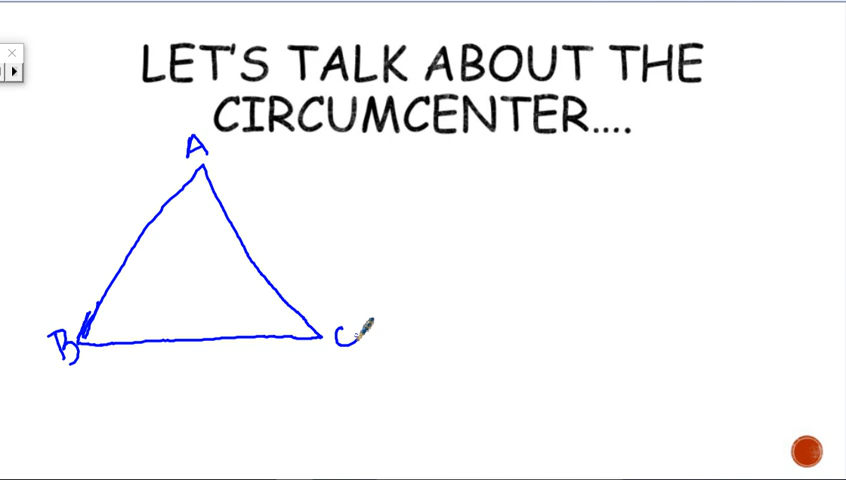 LET'S TALK ABOUT THE
CIRCUMCENTER....
A
B
C